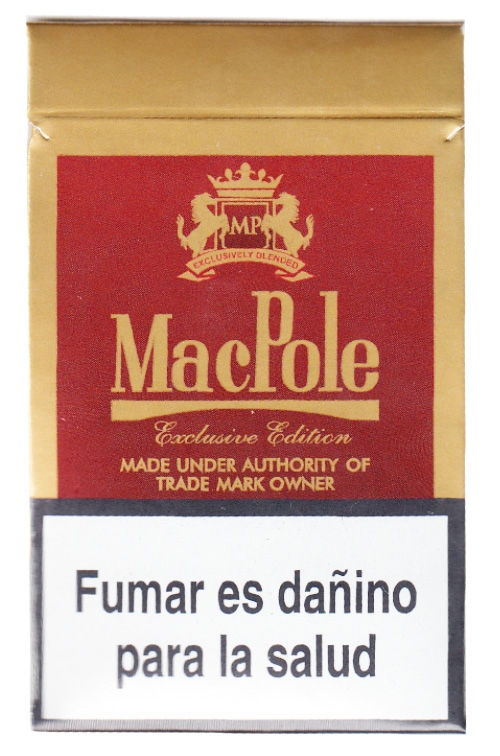 MP
EXCLUSIVELY BLENDED
MacPole
Exclusive Edition
MADE UNDER AUTHORITY OF
TRADE MARK OWNER
Fumar es dañino
para la salud